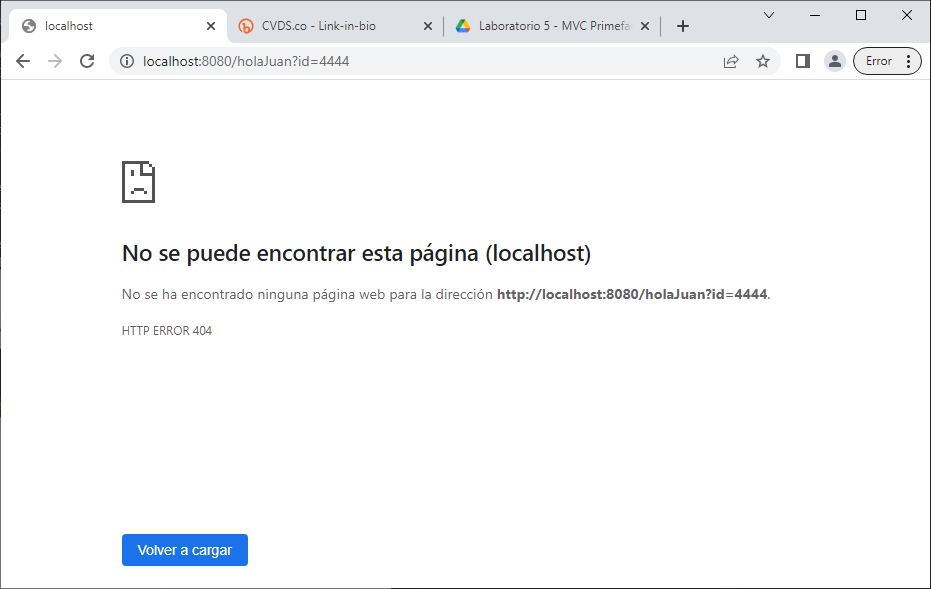 localhost
CVDS.co - Link-in-bio
Laboratorio 5 - MVC Primefa
localhost:8080/holaJuan?id=4444
Error
No se puede encontrar esta página (localhost)
No se ha encontrado ninguna página web para la dirección http://localhost:8080/holaJuan?id=4444.
HTTP ERROR 404
Volver a cargar